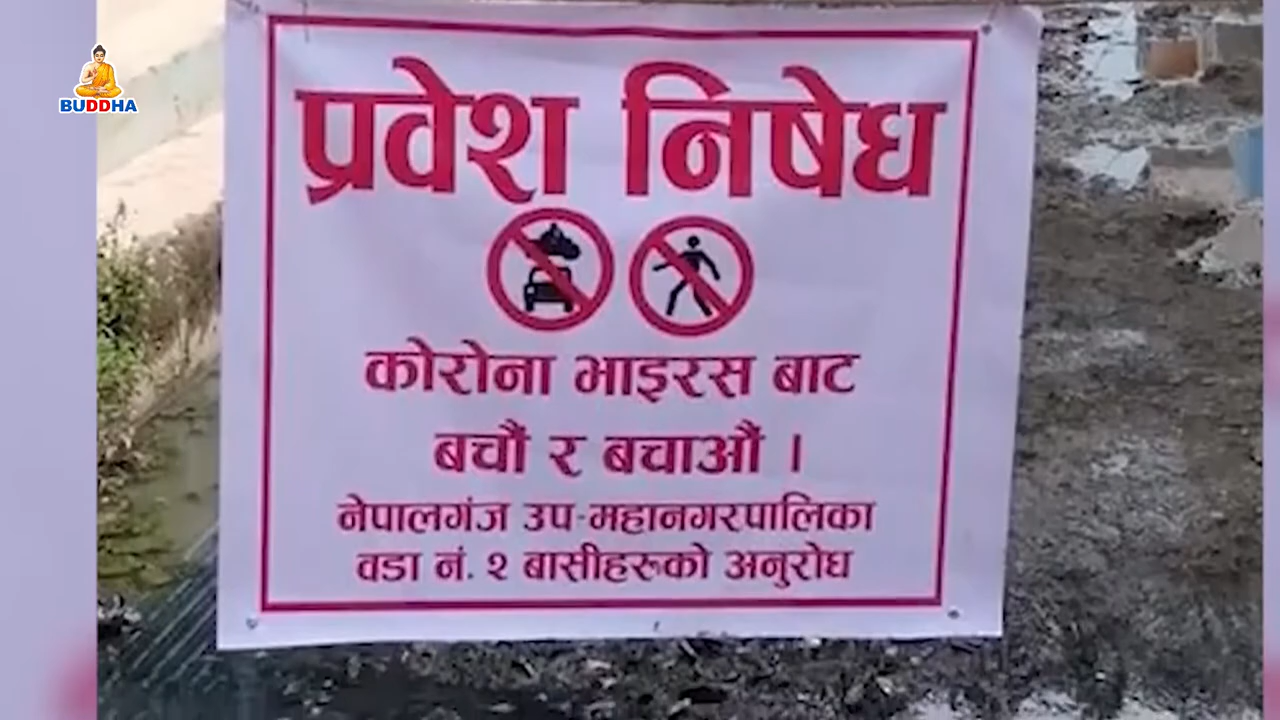 BUDDHA
प्रवेश निषेध
कोरोना भाइरस बाट
बचौं र बचाऔं ।
नेपालगंज उप-महानगरपालिका
वडा नं. २ बासीहरुको अनुरोध